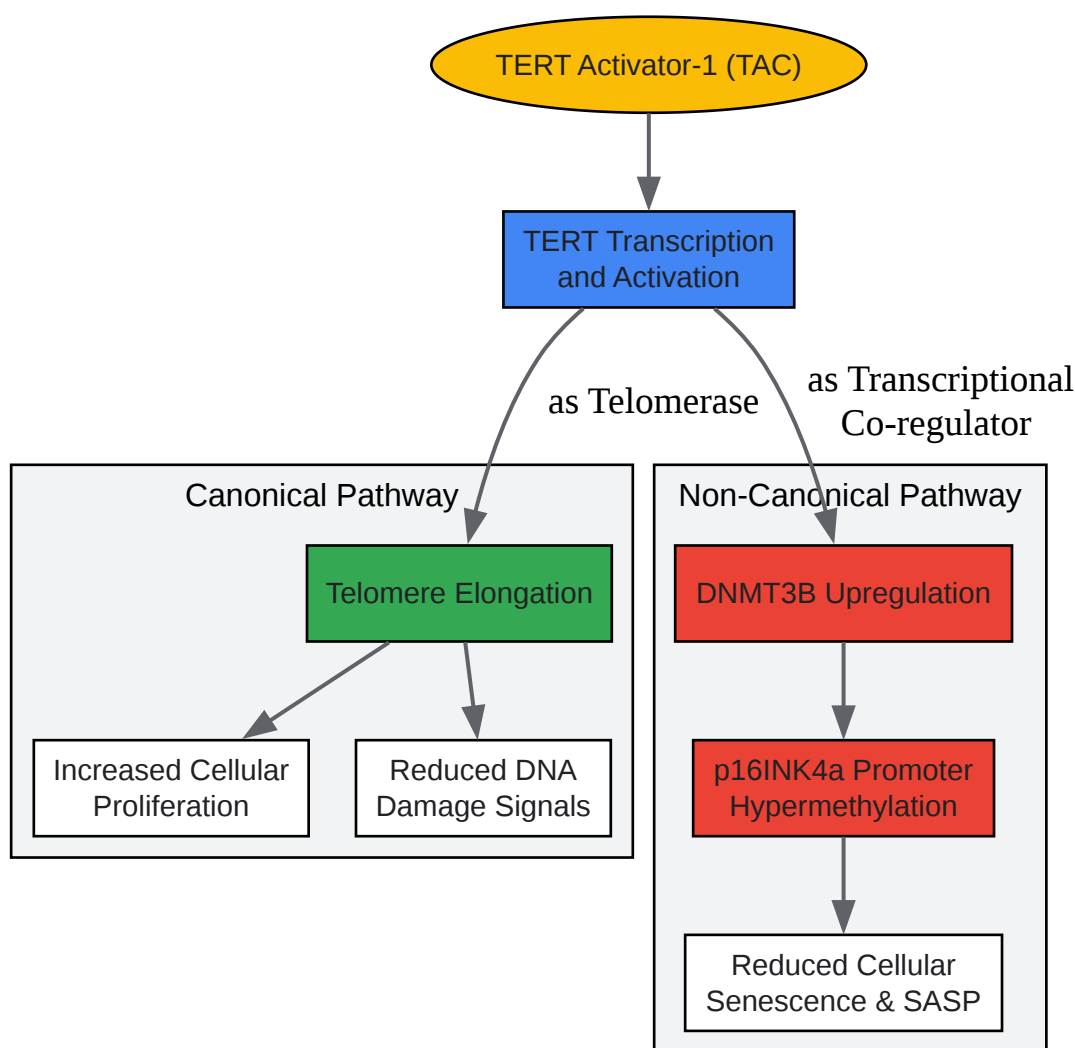 TERT Activator-1 (TAC)
TERT Transcription
and Activation
as Telomerase
as Transcriptional
Co-regulator
Canonical Pathway
Telomere Elongation
Increased Cellular
Proliferation
Reduced DNA
Damage Signals
Non-Canonical Pathway
DNMT3B Upregulation
p16INK4a Promoter
Hypermethylation
Reduced Cellular
Senescence & SASP